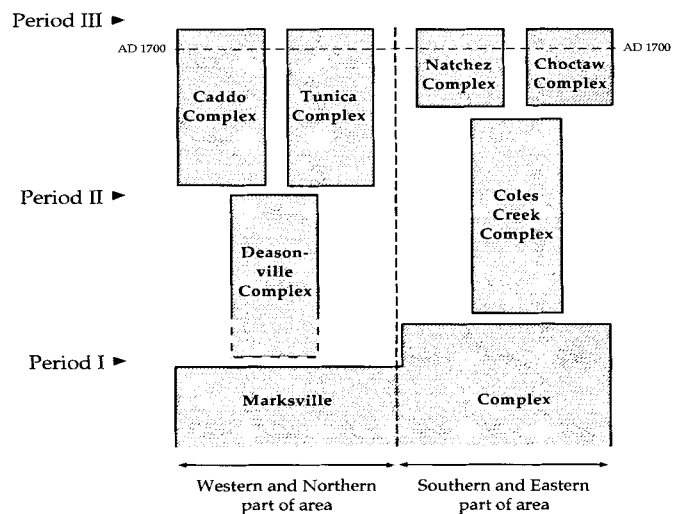 Period III ►
AD 1700
AD 1700
Caddo
Complex
Tunica
Complex
Natchez
Complex
Choctaw
Complex
Period II ►
Deason-
ville
Complex
Coles
Creek
Complex
Period I ►
Marksville
Complex
Western and Northern
part of area
Southern and Eastern
part of area